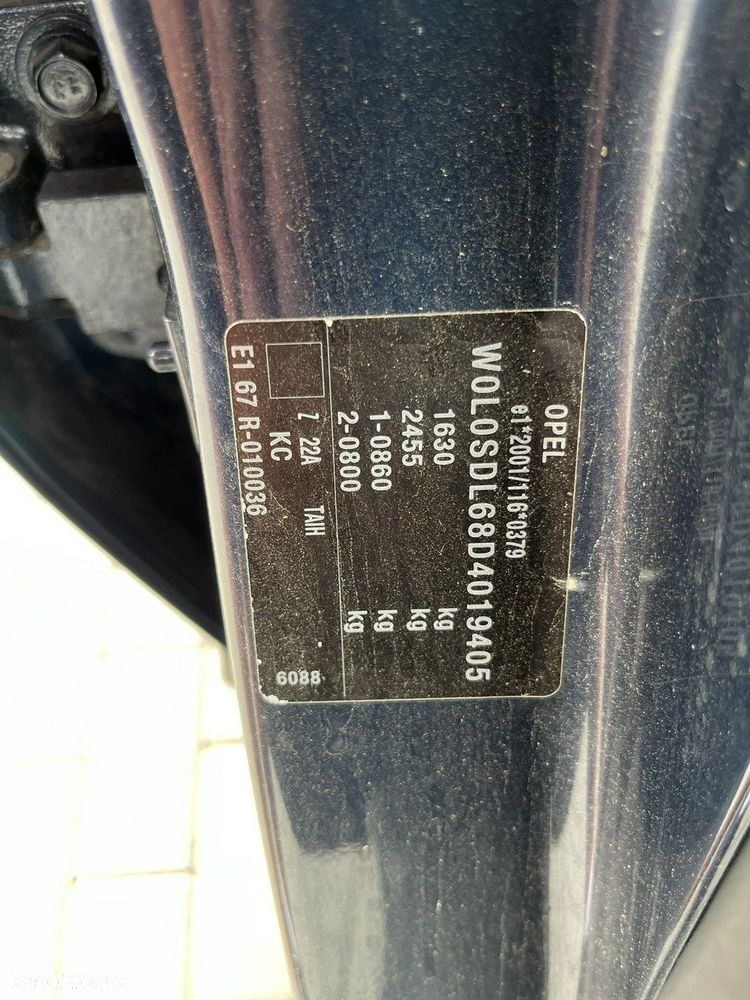 OPEL
e1*2001/116*0379
W0L0SDL68D4019405
1630 kg
2455 kg
1-0860 kg
2-0800 kg
Z 22A TAIH
KC
6088
E1 67 R-010036